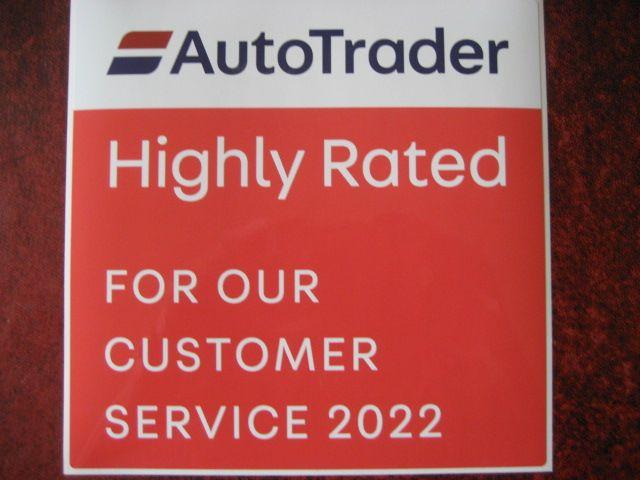 AutoTrader
Highly Rated
FOR OUR
CUSTOMER
SERVICE 2022